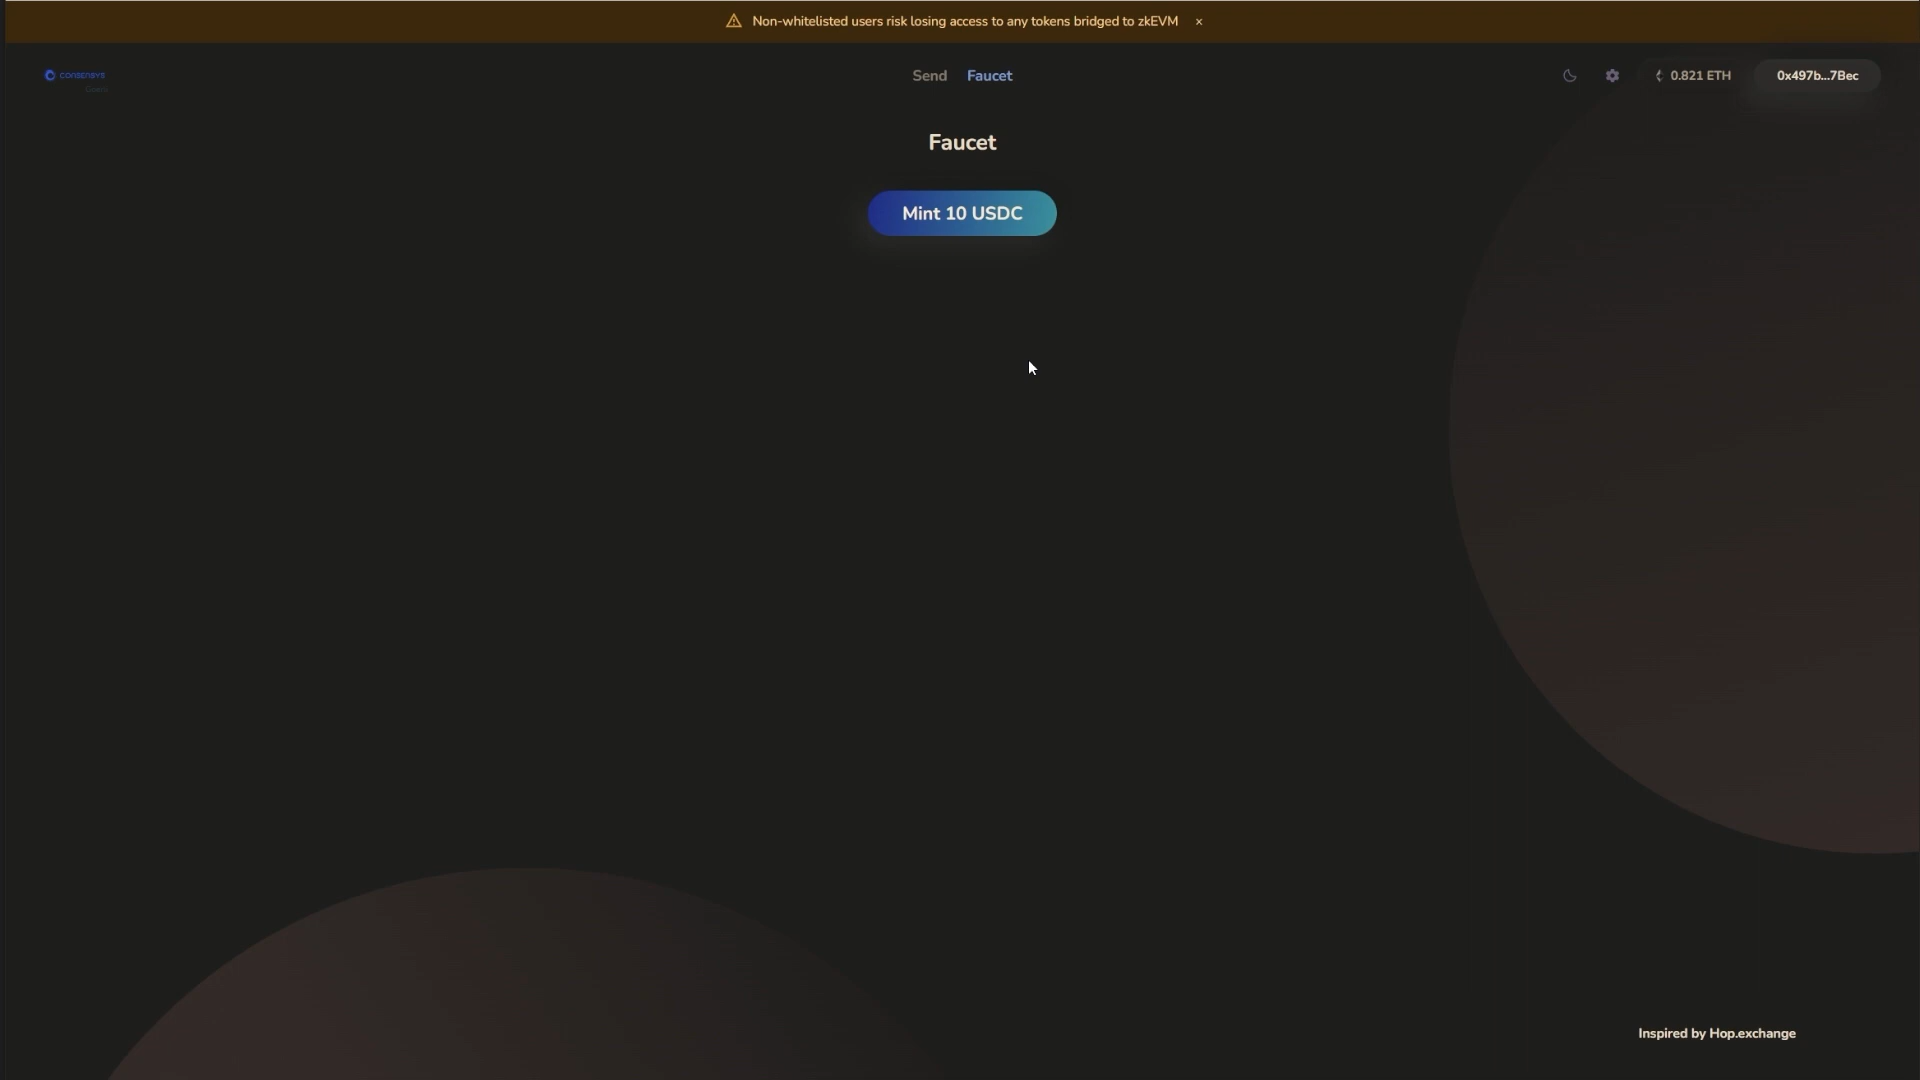 Non-whitelisted users risk losing access to any tokens bridged to zkEVM ×
CONSENSYS
Send Faucet
0.821 ETH
0x497b...7Bec
Faucet
Mint 10 USDC
Inspired by Hop.exchange